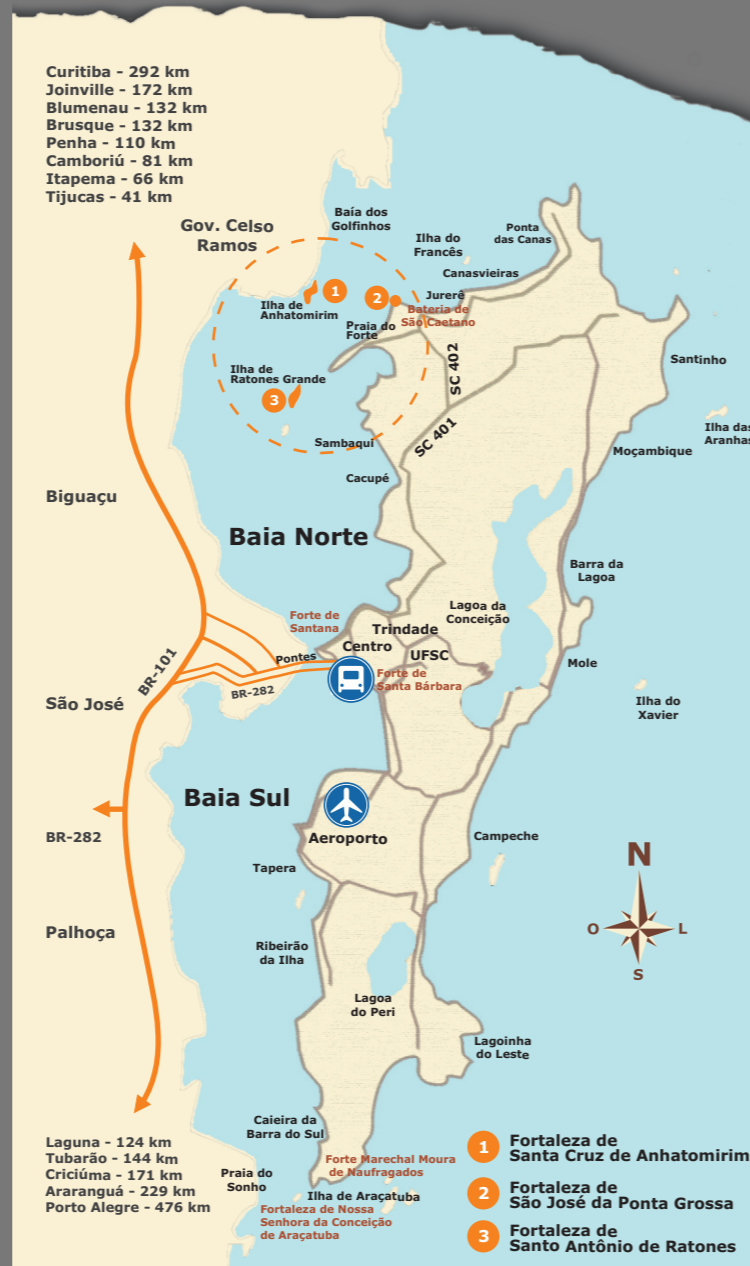 Curitiba - 292 km
Joinville - 172 km
Blumenau - 132 km
Brusque - 132 km
Penha - 110 km
Camboriú - 81 km
Itapema - 66 km
Tijucas - 41 km
Gov. Celso
Ramos
Baía dos
Golfinhos
Ilha do
Francês
Ponta
das Canas
Canasvieiras
1
Ilha de
Anhatomirim
2
Jurerê
Bateria de
São Caetano
Praia do
Forte
Ilha de
Ratones Grande
3
SC 402
SC 401
Santinho
Ilha das
Aranhas
Sambaqui
Moçambique
Cacupé
Biguaçu
Baia Norte
Barra da
Lagoa
Lagoa da
Conceição
Forte de
Santana
Trindade
Centro
UFSC
Pontes
Mole
BR-101
BR-282
Forte de
Santa Bárbara
São José
Ilha do
Xavier
Baia Sul
Aeroporto
BR-282
Campeche
Tapera
N
O
L
S
Palhoça
Ribeirão
da Ilha
Lagoa
do Peri
Lagoinha
do Leste
Caieira da
Barra do Sul
Laguna - 124 km
Tubarão - 144 km
Criciúma - 171 km
Araranguá - 229 km
Porto Alegre - 476 km
Praia do
Sonho
Forte Marechal Moura
de Naufragados
Ilha de Araçatuba
Fortaleza de Nossa
Senhora da Conceição
de Araçatuba
1 Fortaleza de
Santa Cruz de Anhatomirim
2 Fortaleza de
São José da Ponta Grossa
3 Fortaleza de
Santo Antônio de Ratones